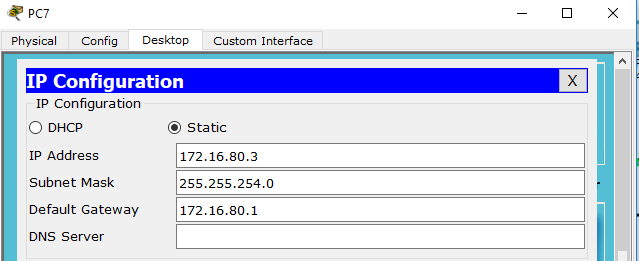 PC7
Physical Config Desktop Custom Interface
IP Configuration X
IP Configuration
DHCP Static
IP Address 172.16.80.3
Subnet Mask 255.255.254.0
Default Gateway 172.16.80.1
DNS Server